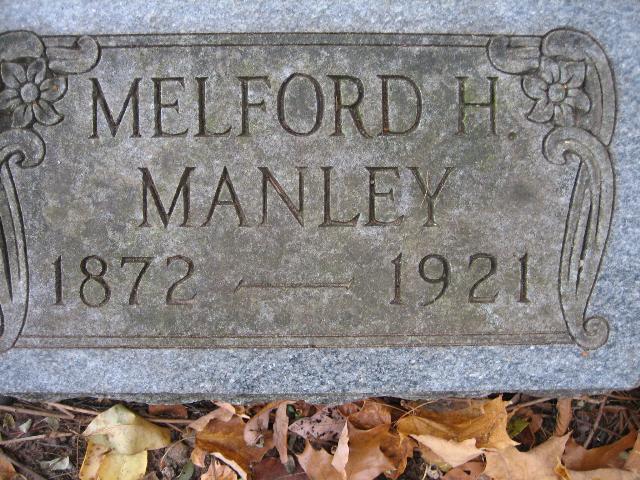 MELFORD H.
MANLEY
1872 — 1921